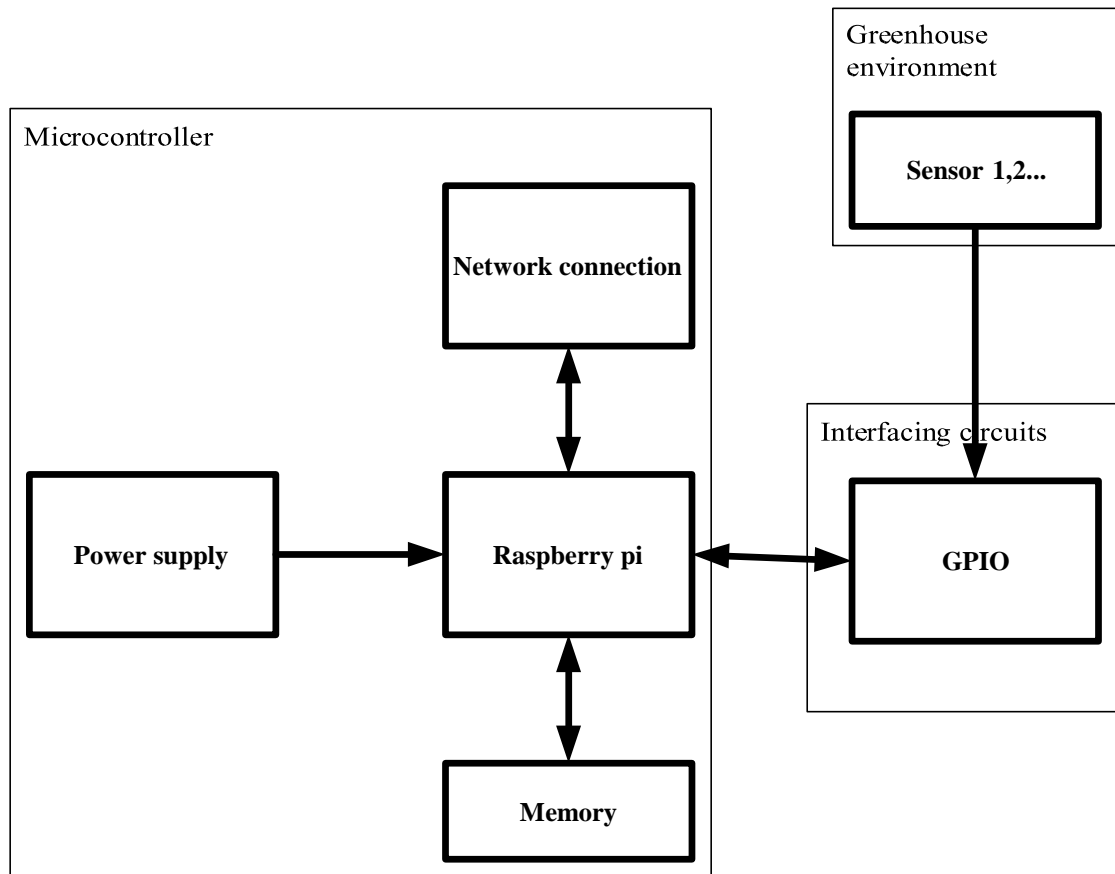 Greenhouse
environment
Sensor 1,2...
Microcontroller
Network connection
Interfacing circuits
Power supply
Raspberry pi
GPIO
Memory